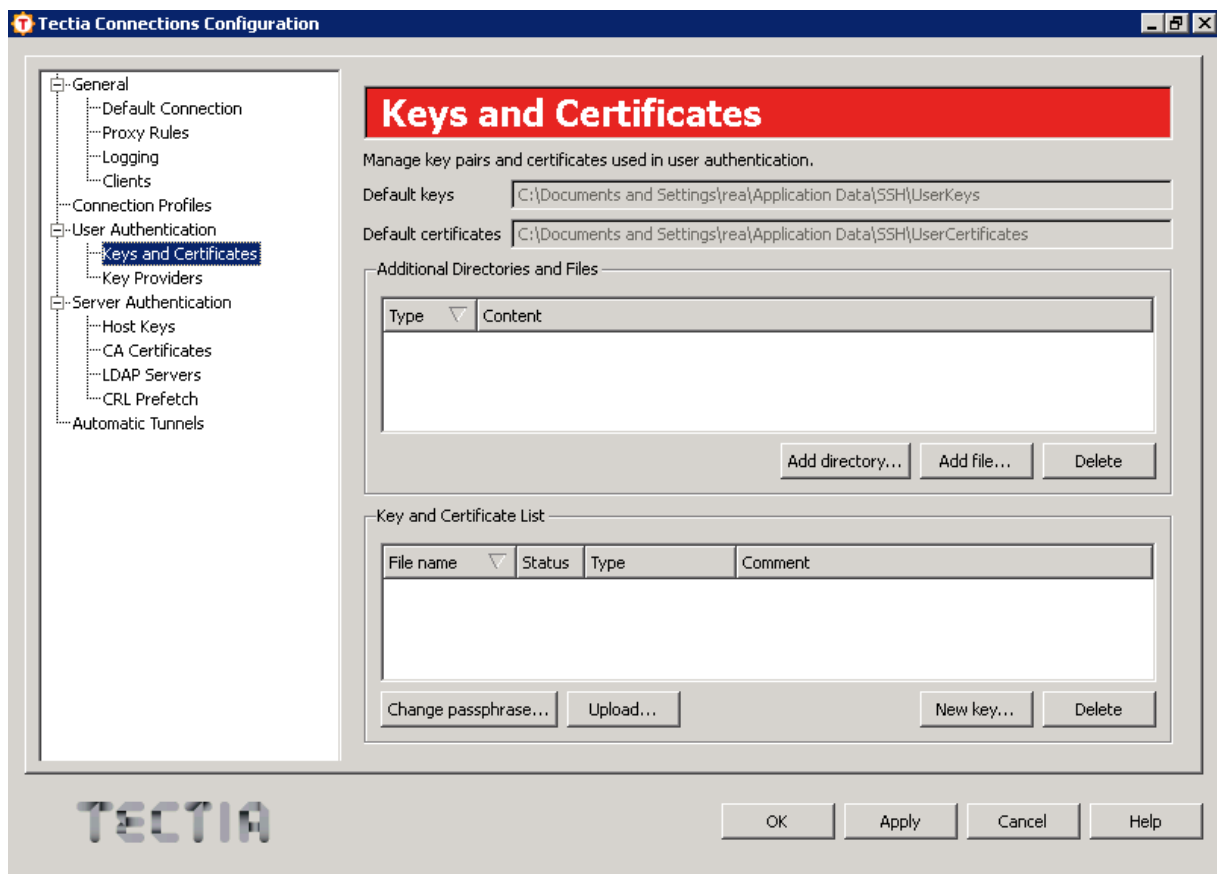 Tectia Connections Configuration
General
Default Connection
Proxy Rules
Logging
Clients
Connection Profiles
User Authentication
Keys and Certificates
Key Providers
Server Authentication
Host Keys
CA Certificates
LDAP Servers
CRL Prefetch
Automatic Tunnels
Keys and Certificates
Manage key pairs and certificates used in user authentication.
Default keys C:\Documents and Settings\rea\Application Data\SSH\UserKeys
Default certificates C:\Documents and Settings\rea\Application Data\SSH\UserCertificates
Additional Directories and Files
Type Content
Add directory... Add file... Delete
Key and Certificate List
File name Status Type Comment
Change passphrase... Upload... New key... Delete
TECTIA
OK Apply Cancel Help